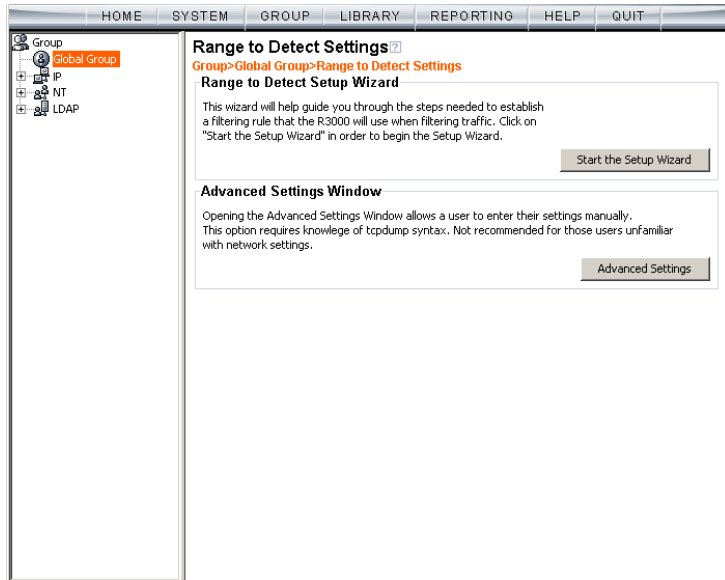 HOME SYSTEM GROUP LIBRARY REPORTING HELP QUIT
Group
Global Group
IP
NT
LDAP
Range to Detect Settings?
Group>Global Group>Range to Detect Settings
Range to Detect Setup Wizard
This wizard will help guide you through the steps needed to establish
a filtering rule that the R3000 will use when filtering traffic. Click on
"Start the Setup Wizard" in order to begin the Setup Wizard.
Start the Setup Wizard
Advanced Settings Window
Opening the Advanced Settings Window allows a user to enter their settings manually.
This option requires knowlege of tcpdump syntax. Not recommended for those users unfamiliar
with network settings.
Advanced Settings